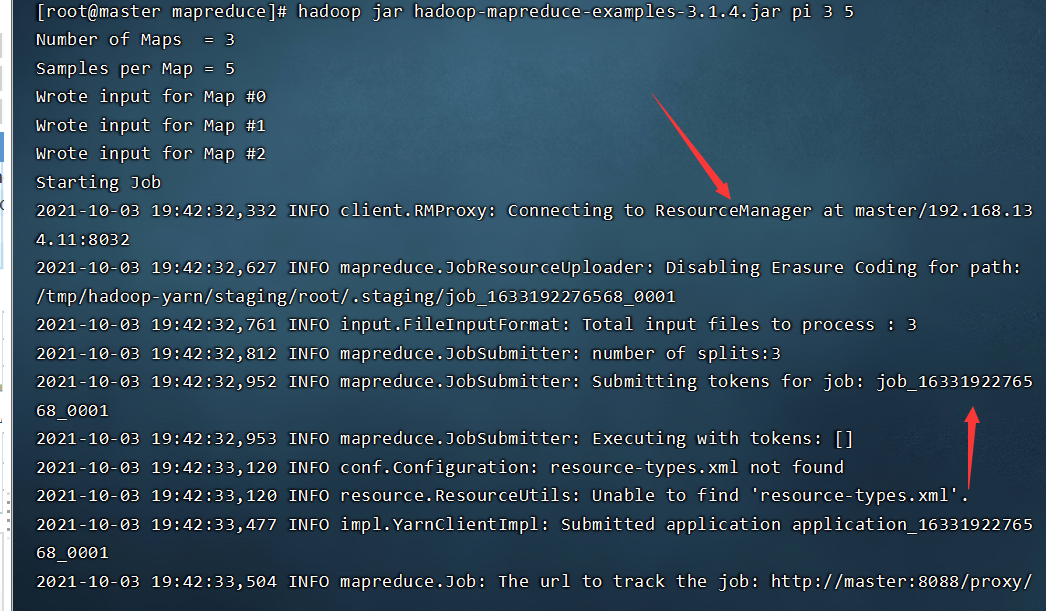 [root@master mapreduce]# hadoop jar hadoop-mapreduce-examples-3.1.4.jar pi 3 5
Number of Maps  = 3
Samples per Map = 5
Wrote input for Map #0
Wrote input for Map #1
Wrote input for Map #2
Starting Job
2021-10-03 19:42:32,332 INFO client.RMProxy: Connecting to ResourceManager at master/192.168.13
4.11:8032
2021-10-03 19:42:32,627 INFO mapreduce.JobResourceUploader: Disabling Erasure Coding for path:
/tmp/hadoop-yarn/staging/root/.staging/job_1633192276568_0001
2021-10-03 19:42:32,761 INFO input.FileInputFormat: Total input files to process : 3
2021-10-03 19:42:32,812 INFO mapreduce.JobSubmitter: number of splits:3
2021-10-03 19:42:32,952 INFO mapreduce.JobSubmitter: Submitting tokens for job: job_16331922765
68_0001
2021-10-03 19:42:32,953 INFO mapreduce.JobSubmitter: Executing with tokens: []
2021-10-03 19:42:33,120 INFO conf.Configuration: resource-types.xml not found
2021-10-03 19:42:33,120 INFO resource.ResourceUtils: Unable to find 'resource-types.xml'.
2021-10-03 19:42:33,477 INFO impl.YarnClientImpl: Submitted application application_16331922765
68_0001
2021-10-03 19:42:33,504 INFO mapreduce.Job: The url to track the job: http://master:8088/proxy/